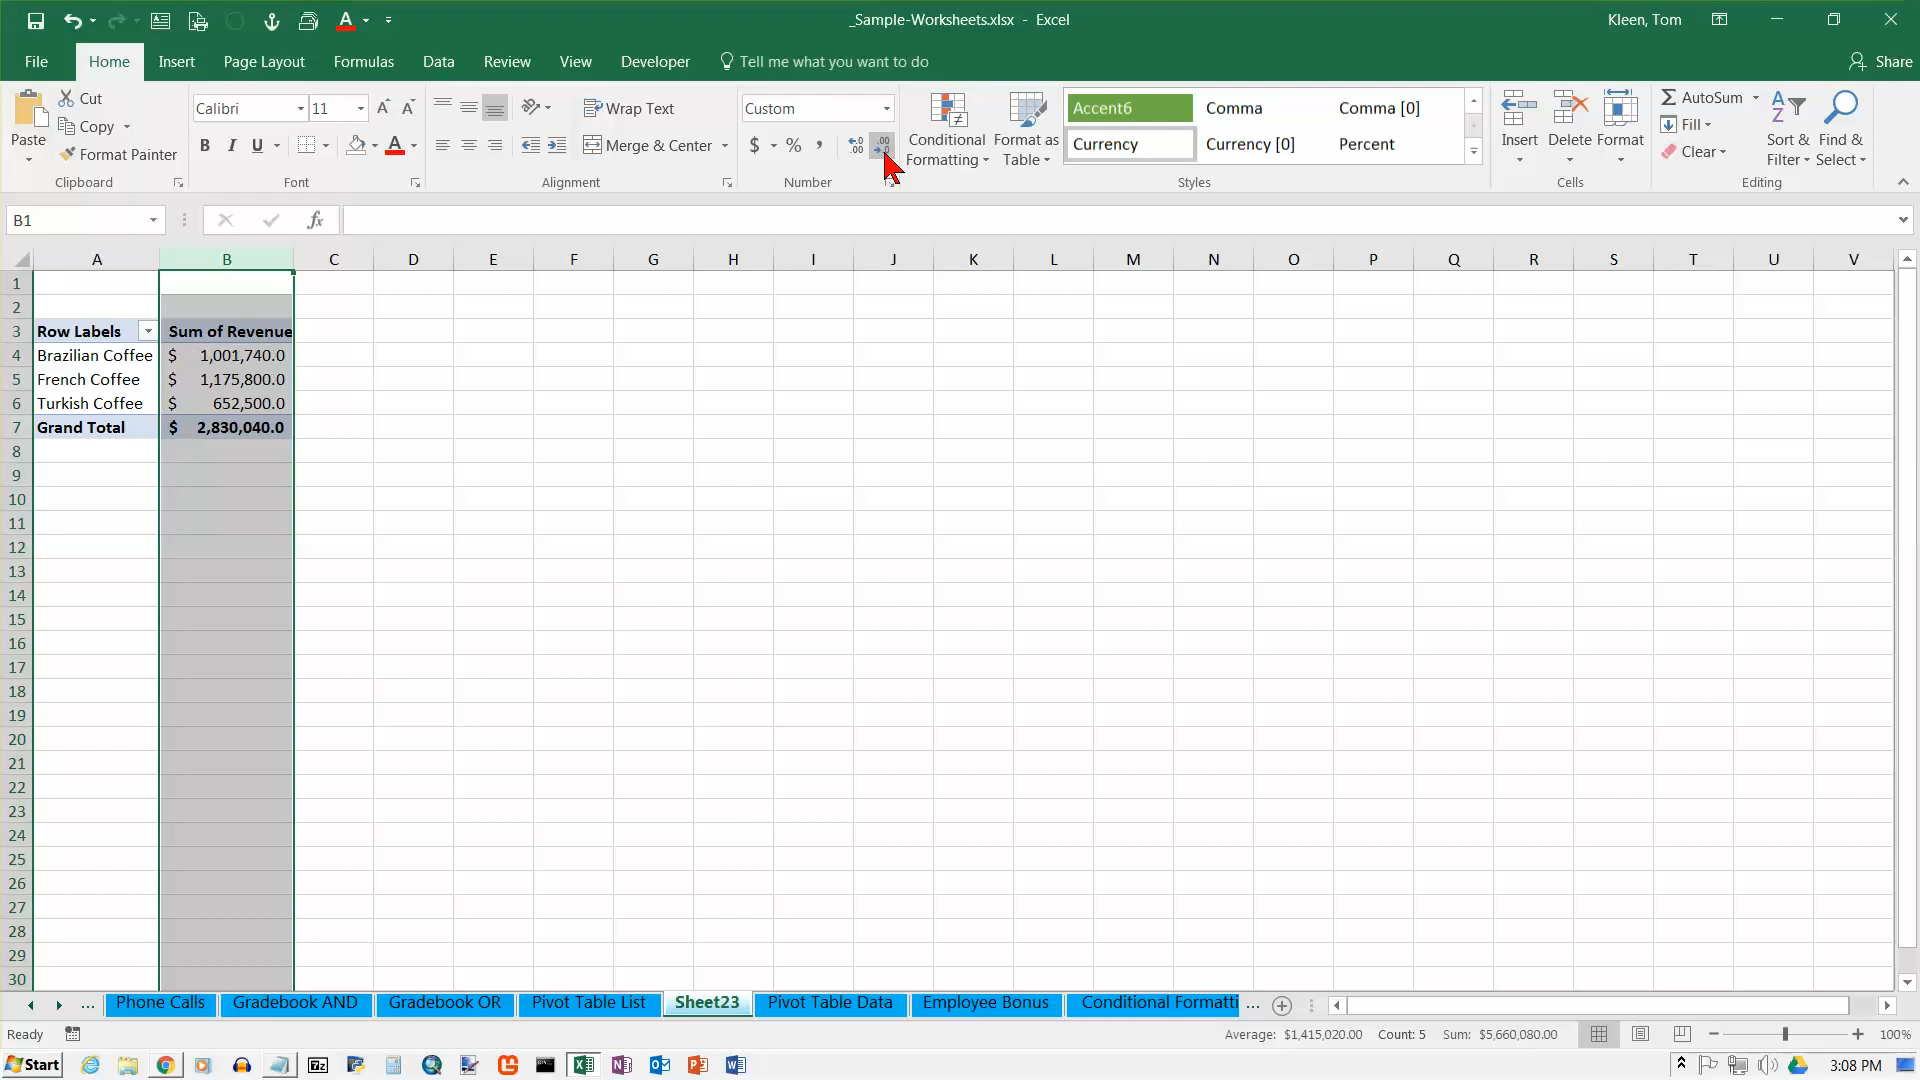 _Sample-Worksheets.xlsx - Excel
Kleen, Tom
File Home Insert Page Layout Formulas Data Review View Developer Tell me what you want to do Share
Paste
Cut
Copy
Format Painter
Clipboard
Calibri 11
B I U A
Font
Wrap Text
Merge & Center
Alignment
Custom
$ % ,
Number
Conditional Formatting
Format as Table
Accent6 Comma Comma [0]
Currency Currency [0] Percent
Styles
Insert Delete Format
Cells
AutoSum
Fill
Clear
Sort & Filter
Find & Select
Editing
B1 fx
A B C D E F G H I J K L M N O P Q R S T U V
1
2
3 Row Labels Sum of Revenue
4 Brazilian Coffee $ 1,001,740.0
5 French Coffee $ 1,175,800.0
6 Turkish Coffee $ 652,500.0
7 Grand Total $ 2,830,040.0
8
9
10
11
12
13
14
15
16
17
18
19
20
21
22
23
24
25
26
27
28
29
30
... Phone Calls Gradebook AND Gradebook OR Pivot Table List Sheet23 Pivot Table Data Employee Bonus Conditional Formatti ...
Ready Average: $1,415,020.00 Count: 5 Sum: $5,660,080.00 100%
Start 3:08 PM